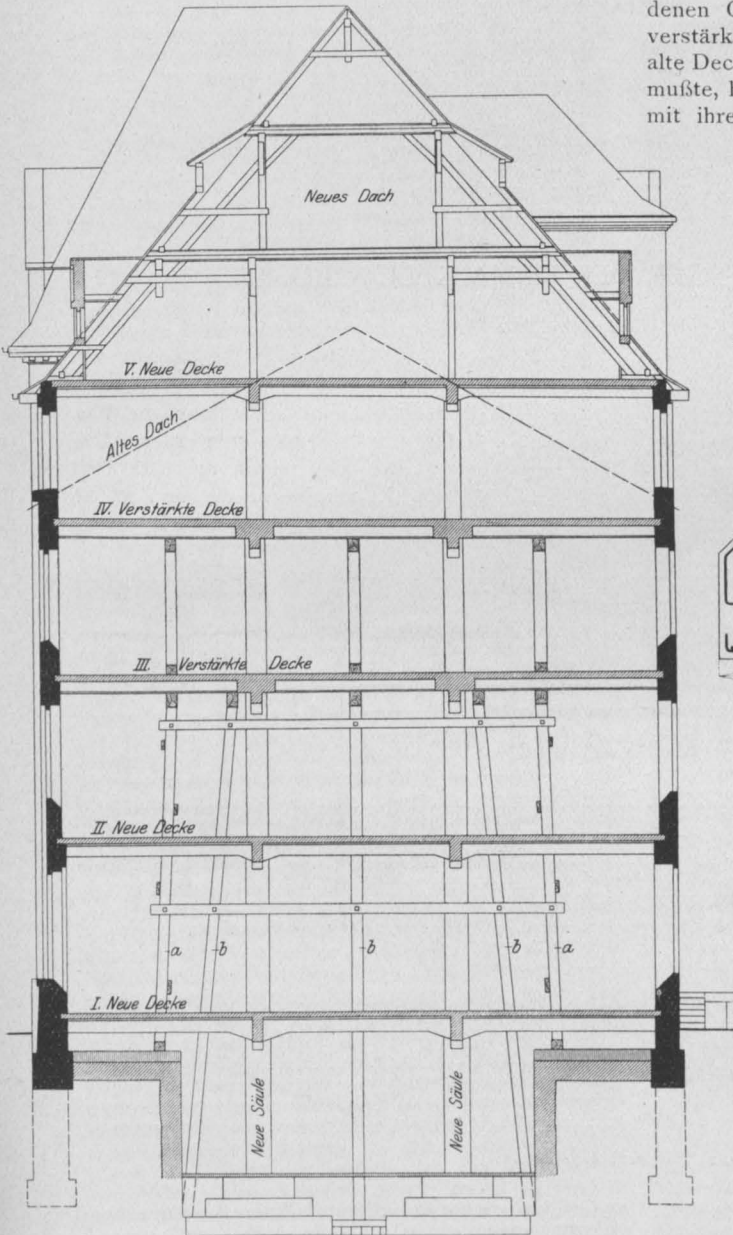 denen
verstärk
alte Dec
mußte,
mit ihre
Neues Dach
V. Neue Decke
Altes Dach
IV. Verstärkte Decke
III. Verstärkte Decke
II. Neue Decke
a b b b a
I. Neue Decke
Neue Säule
Neue Säule